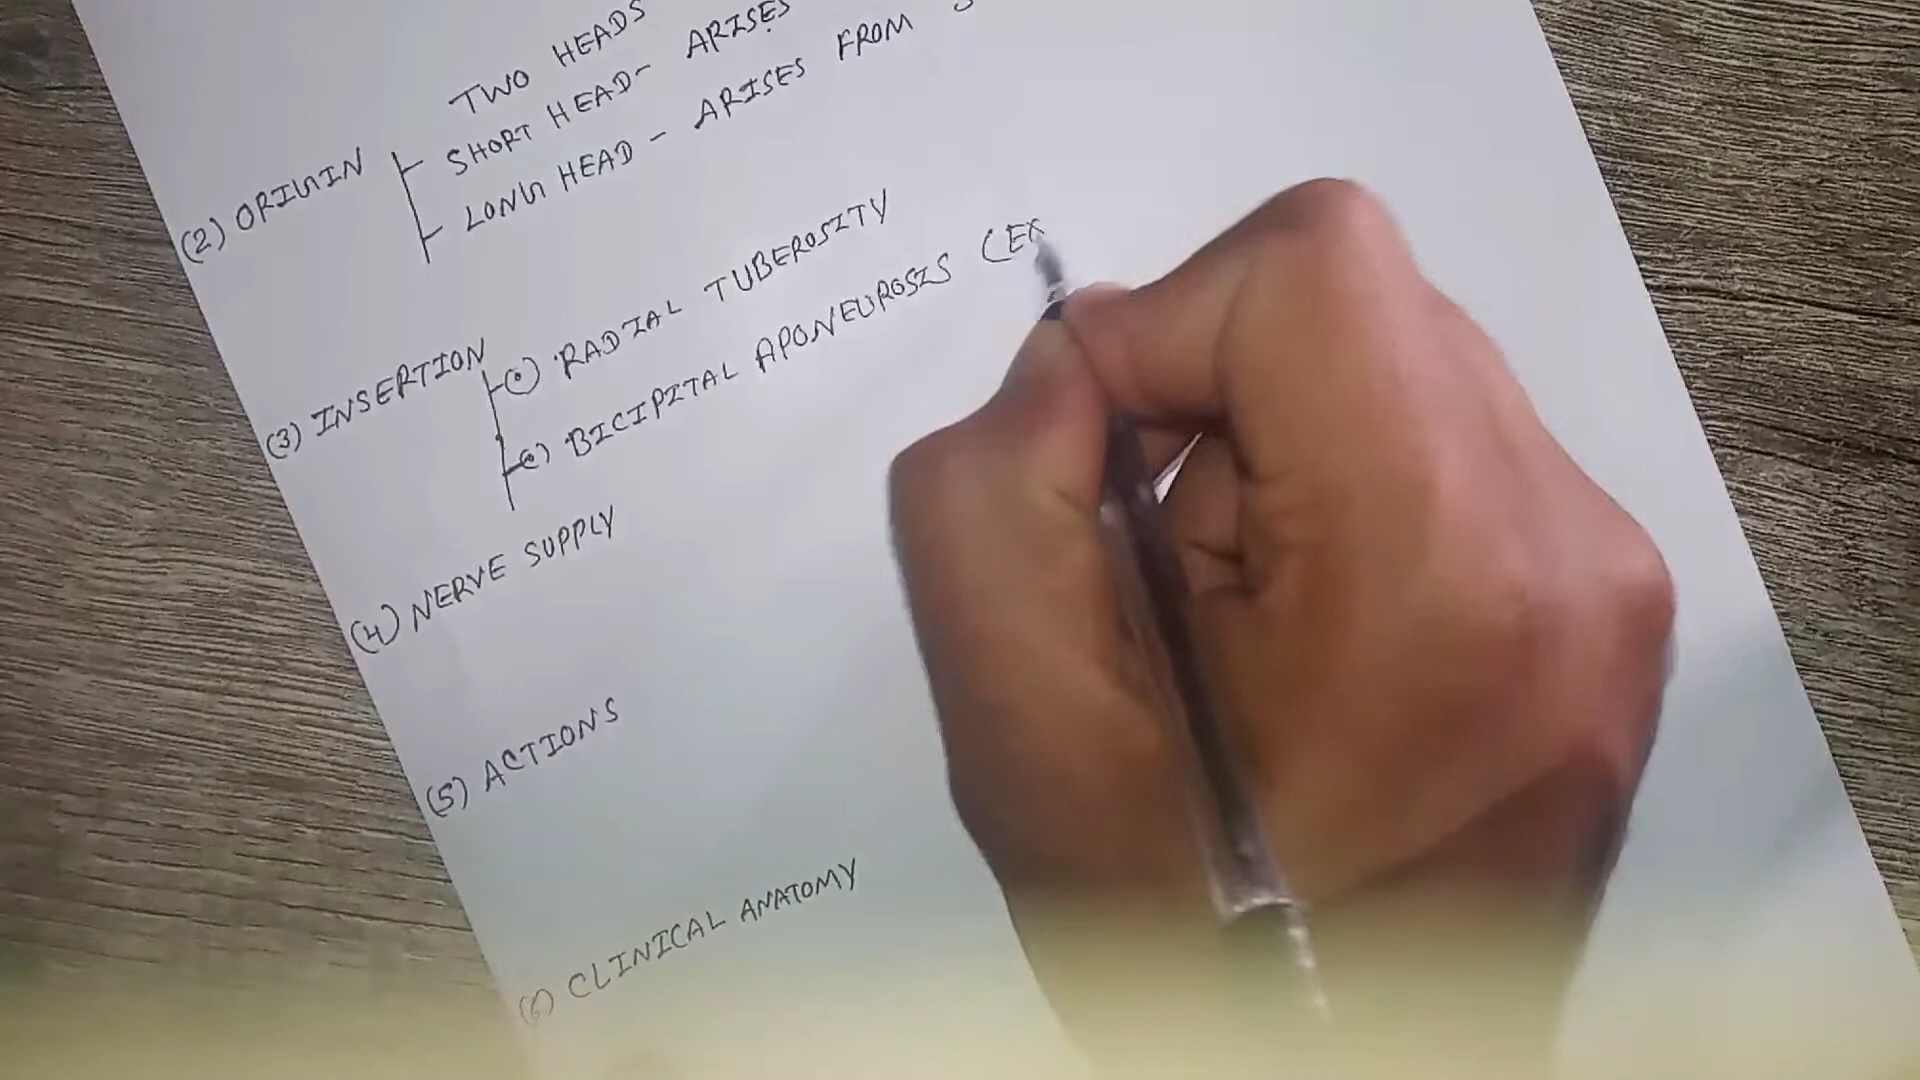 TWO HEADS
(2) ORIGIN SHORT HEAD - ARISES
LONG HEAD - ARISES FROM
(3) INSERTION RADIAL TUBEROSITY
BICIPITAL APONEUROSIS (EX
(4) NERVE SUPPLY
(5) ACTIONS
(6) CLINICAL ANATOMY